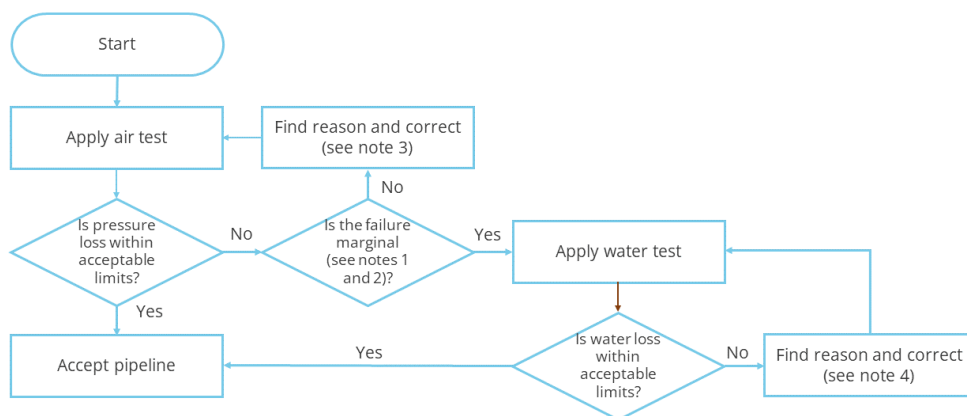 Start
Apply air test
Find reason and correct
(see note 3)
No
Is pressure
loss within
acceptable
limits?
No
Is the failure
marginal
(see notes 1
and 2)?
Yes
Apply water test
Yes
Accept pipeline
Yes
Is water loss
within
acceptable
limits?
No
Find reason and correct
(see note 4)